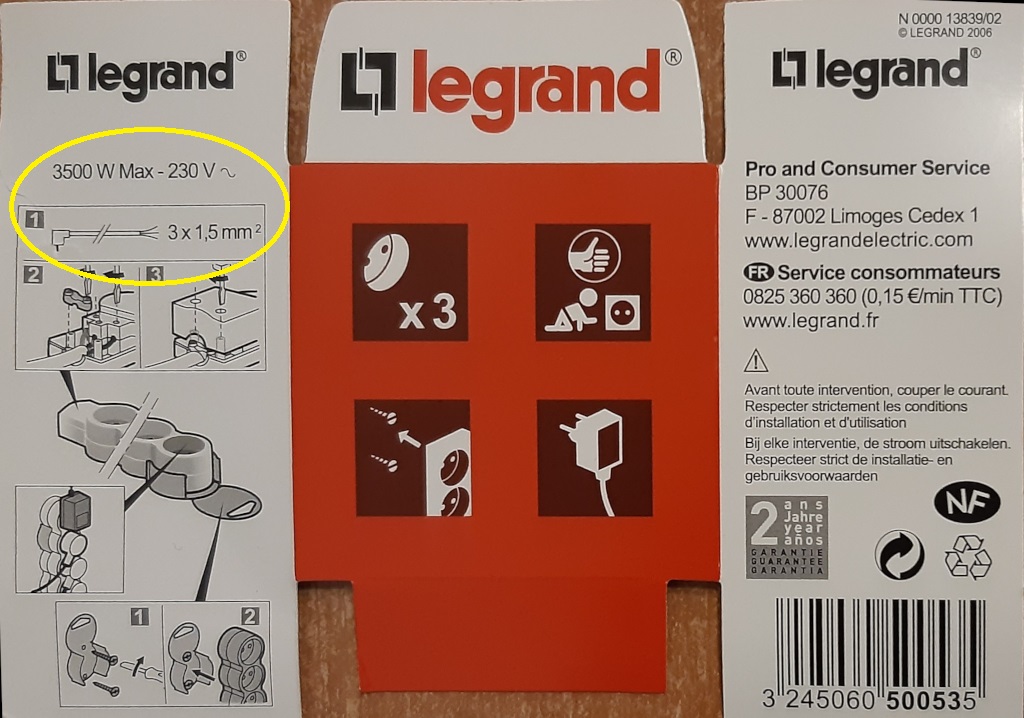 legrand®
3500 W Max - 230 V ~
1
3 x 1,5 mm²
2
3
1
2
legrand®
x 3
N 0000 13839/02
© LEGRAND 2006
legrand®
Pro and Consumer Service
BP 30076
F - 87002 Limoges Cedex 1
www.legrandelectric.com
FR Service consommateurs
0825 360 360 (0,15 €/min TTC)
www.legrand.fr
Avant toute intervention, couper le courant.
Respecter strictement les conditions
d'installation et d'utilisation
Bij elke interventie, de stroom uitschakelen.
Respecteer strict de installatie- en
gebruiksvoorwaarden
2 ans
Jahre
year
años
GARANTIE
GUARANTEE
GARANTIA
NF
3 245060 500535